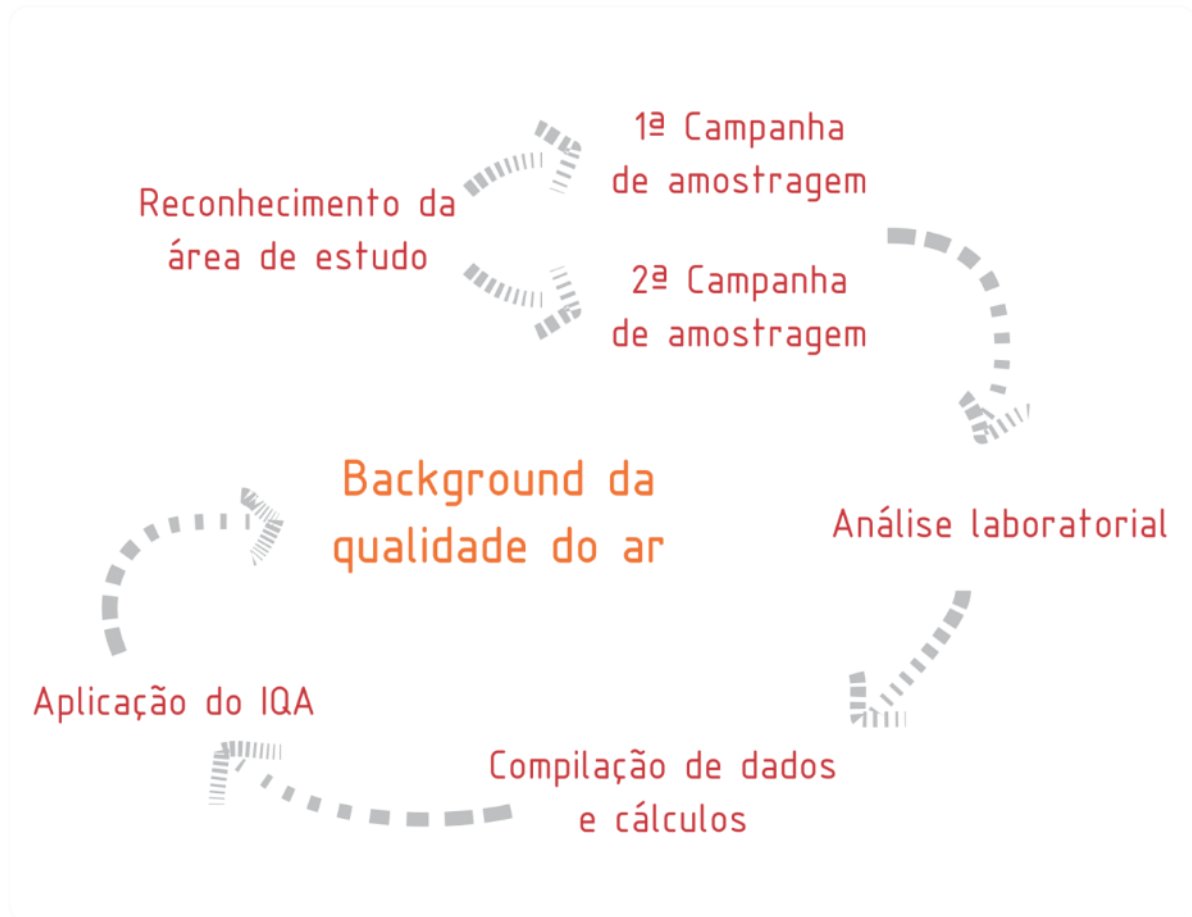 Reconhecimento da
área de estudo
1ª Campanha
de amostragem
2ª Campanha
de amostragem
Análise laboratorial
Compilação de dados
e cálculos
Aplicação do IQA
Background da
qualidade do ar